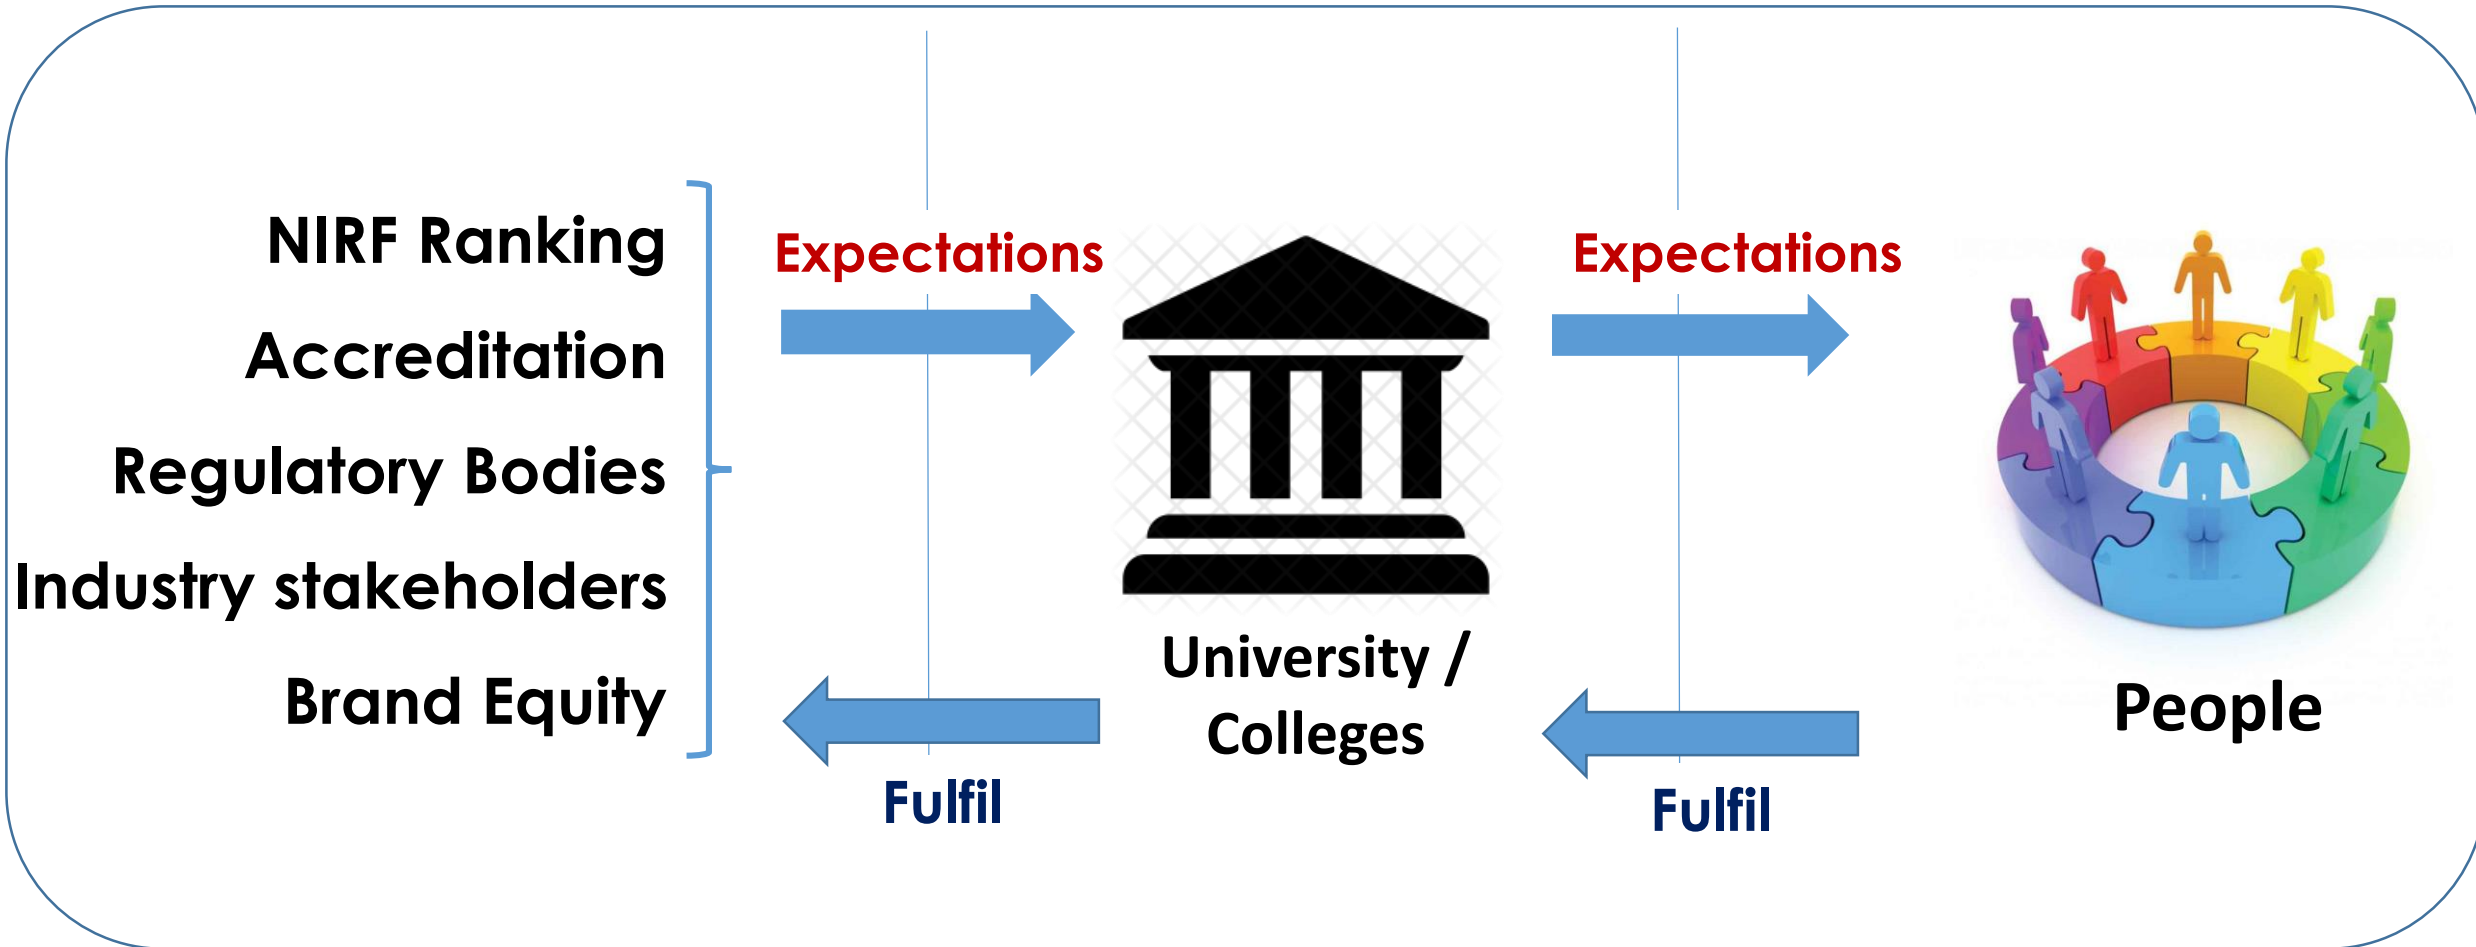 NIRF Ranking
Accreditation
Regulatory Bodies
Industry stakeholders
Brand Equity
Expectations
Fulfil
University /
Colleges
Expectations
Fulfil
People